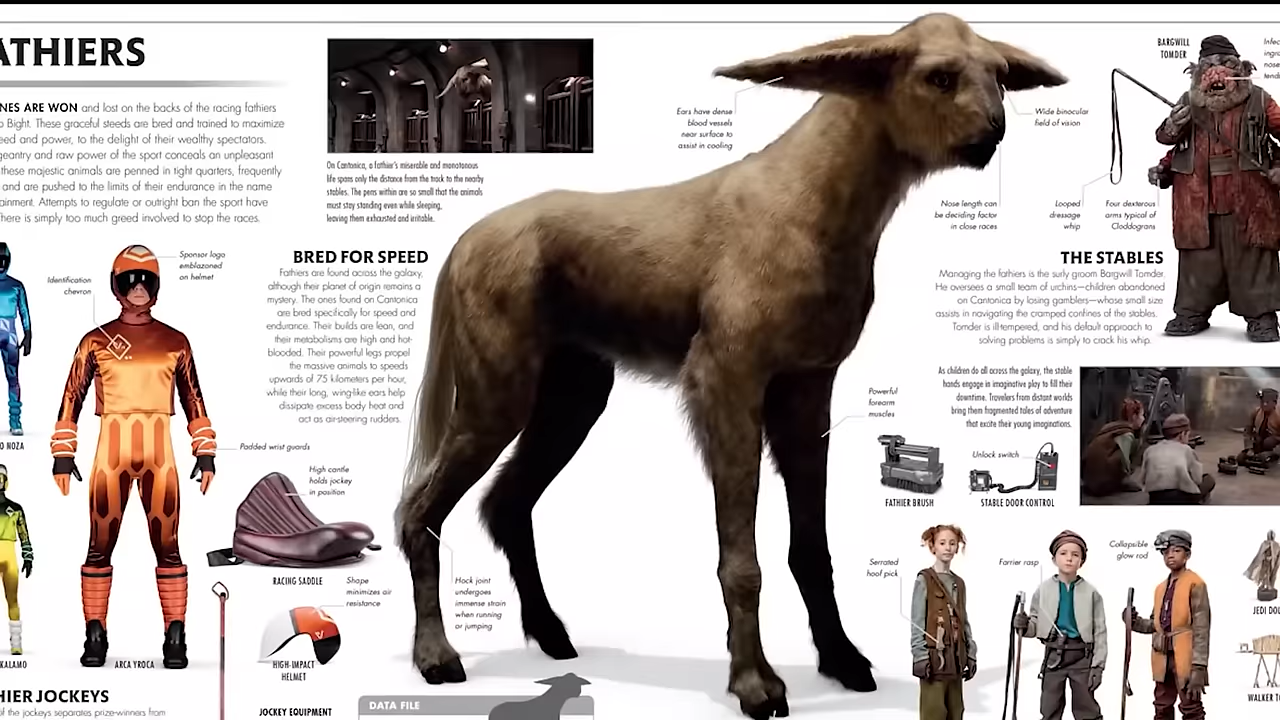 ATHIERS
NES ARE WON and lost on the backs of the racing fathiers
o Bight. These graceful steeds are bred and trained to maximize
eed and power, to the delight of their wealthy spectators.
geantry and raw power of the sport conceals an unpleasant
these majestic animals are penned in tight quarters, frequently
and are pushed to the limits of their endurance in the name
ainment. Attempts to regulate or outright ban the sport have
here is simply too much greed involved to stop the races.
On Cantonica, a fathier's miserable and monotonous
life spans only the distance from the track to the nearby
stables. The pens within are so small that the animals
must stay standing even while sleeping,
leaving them exhausted and irritable.
Ears have dense
blood vessels
near surface to
assist in cooling
Wide binocular
field of vision
BARGWILL
TOMDER
Infec
ingro
nose
tend
Nose length can
be deciding factor
in close races
Looped
dressage
whip
Four dexterous
arms typical of
Cloddograns
Identification
chevron
Sponsor logo
emblazoned
on helmet
BRED FOR SPEED
Fathiers are found across the galaxy,
although their planet of origin remains a
mystery. The ones found on Cantonica
are bred specifically for speed and
endurance. Their builds are lean, and
their metabolisms are high and hot-
blooded. Their powerful legs propel
the massive animals to speeds
upwards of 75 kilometers per hour,
while their long, wing-like ears help
dissipate excess body heat and
act as air-steering rudders.
THE STABLES
Managing the fathiers is the surly groom Bargwill Tomder.
He oversees a small team of urchins—children abandoned
on Cantonica by losing gamblers—whose small size
assists in navigating the cramped confines of the stables.
Tomder is ill-tempered, and his default approach to
solving problems is simply to crack his whip.
As children do all across the galaxy, the stable
hands engage in imaginative play to fill their
downtime. Travelers from distant worlds
bring them fragmented tales of adventure
that excite their young imaginations.
Powerful
forearm
muscles
O NOZA
Padded wrist guards
High cantle
holds jockey
in position
RACING SADDLE
Unlock switch
FATHIER BRUSH
STABLE DOOR CONTROL
Shape
minimizes air
resistance
Hock joint
undergoes
immense strain
when running
or jumping
Serrated
hoof pick
Farrier rasp
Collapsible
glow rod
JEDI DOL
KALAMO
ARCA YROCA
HIGH-IMPACT
HELMET
HIER JOCKEYS
of the jockeys separates prize-winners from
JOCKEY EQUIPMENT
DATA FILE
WALKER TO